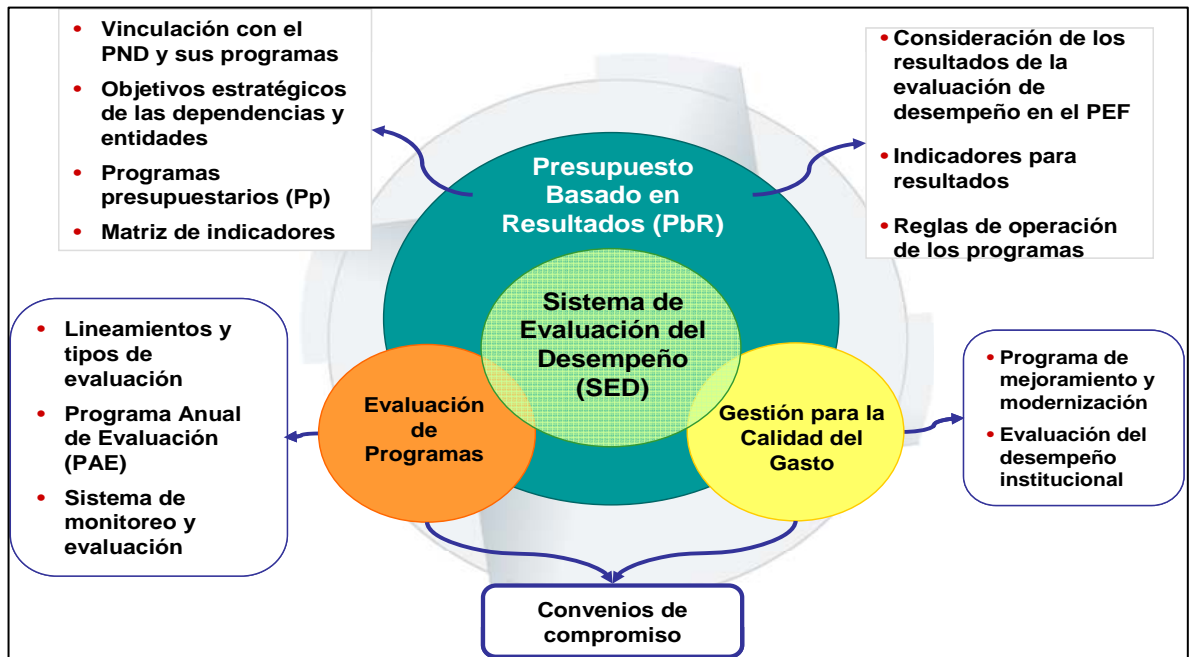 • Vinculación con el
PND y sus programas
• Objetivos estratégicos
de las dependencias y
entidades
• Programas
presupuestarios (Pp)
• Matriz de indicadores
• Consideración de los
resultados de la
evaluación de
desempeño en el PEF
• Indicadores para
resultados
• Reglas de operación
de los programas
Presupuesto
Basado en
Resultados (PbR)
Sistema de
Evaluación del
Desempeño
(SED)
• Lineamientos y
tipos de
evaluación
• Programa Anual
de Evaluación
(PAE)
• Sistema de
monitoreo y
evaluación
Evaluación
de
Programas
Gestión para la
Calidad del
Gasto
• Programa de
mejoramiento y
modernización
• Evaluación del
desempeño
institucional
Convenios de
compromiso